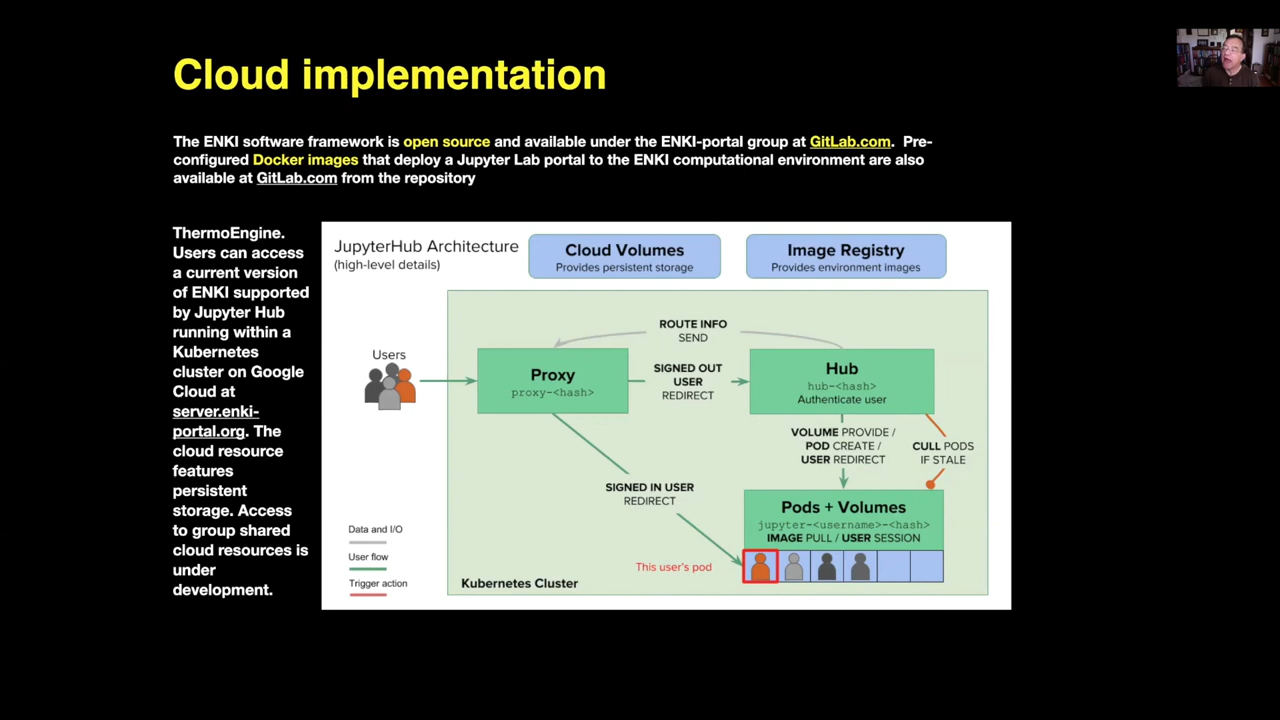 Cloud implementation
The ENKI software framework is open source and available under the ENKI-portal group at GitLab.com. Pre-
configured Docker images that deploy a Jupyter Lab portal to the ENKI computational environment are also
available at GitLab.com from the repository
ThermoEngine.
Users can access
a current version
of ENKI supported
by Jupyter Hub
running within a
Kubernetes
cluster on Google
Cloud at
server.enki-
portal.org. The
cloud resource
features
persistent
storage. Access
to group shared
cloud resources is
under
development.
JupyterHub Architecture
(high-level details)
Cloud Volumes
Provides persistent storage
Image Registry
Provides environment images
ROUTE INFO
SEND
Users
Proxy
proxy-<hash>
SIGNED OUT
USER
REDIRECT
Hub
hub-<hash>
Authenticate user
VOLUME PROVIDE /
POD CREATE /
USER REDIRECT
CULL PODS
IF STALE
SIGNED IN USER
REDIRECT
Pods + Volumes
jupyter-<username>-<hash>
IMAGE PULL / USER SESSION
This user's pod
Data and I/O
User flow
Trigger action
Kubernetes Cluster